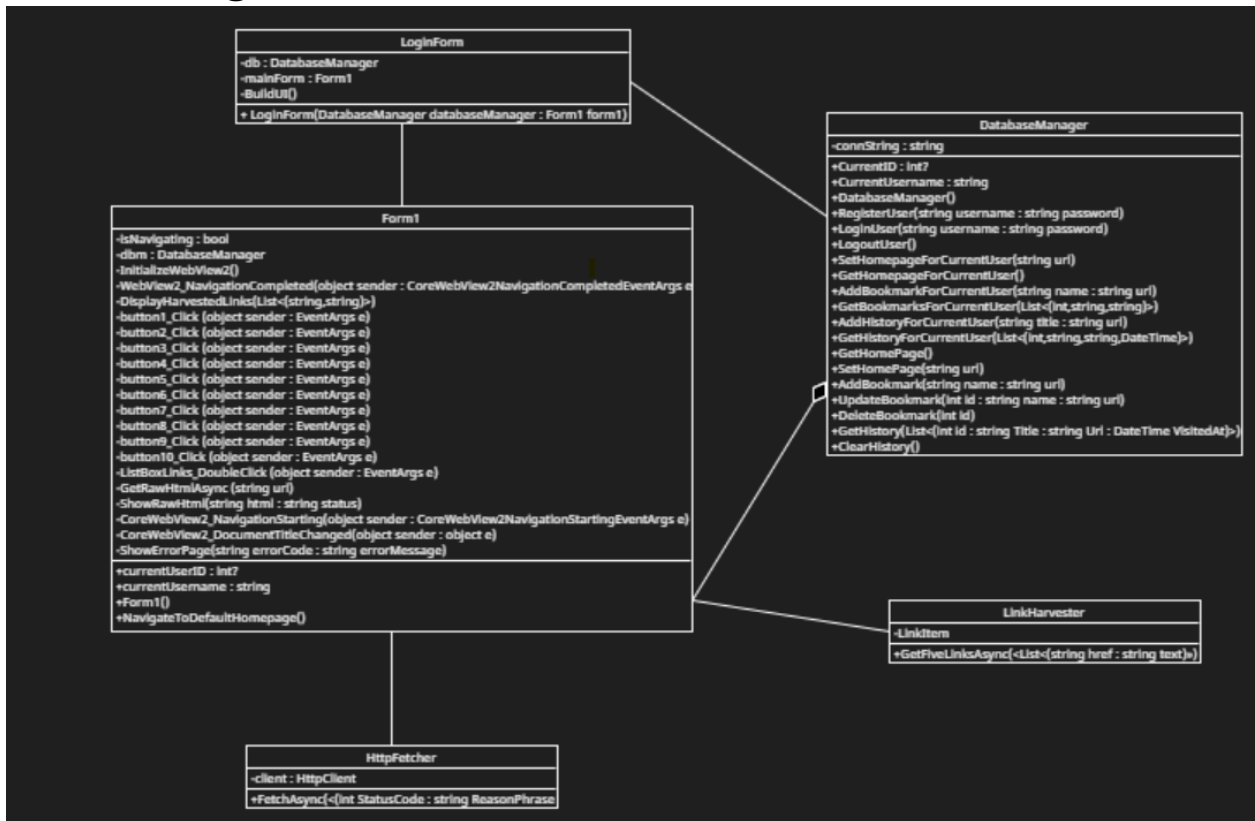 LoginForm
-db : DatabaseManager
-mainForm : Form1
-BuildUI()
+ LoginForm(DatabaseManager databaseManager : Form1 form1)
DatabaseManager
-connString : string
+CurrentID : int?
+CurrentUsername : string
+DatabaseManager()
+RegisterUser(string username : string password)
+LoginUser(string username : string password)
+LogoutUser()
+SetHomepageForCurrentUser(string url)
+GetHomepageForCurrentUser()
+AddBookmarkForCurrentUser(string name : string url)
+GetBookmarksForCurrentUser(List<(int,string,string)>)
+AddHistoryForCurrentUser(string title : string url)
+GetHistoryForCurrentUser(List<(int,string,string,DateTime)>)
+GetHomePage()
+SetHomePage(string url)
+AddBookmark(string name : string url)
+UpdateBookmark(int id : string name : string url)
+DeleteBookmark(int id)
+GetHistory(List<(int id : string Title : string Url : DateTime VisitedAt)>)
+ClearHistory()
Form1
-isNavigating : bool
-dbm : DatabaseManager
-InitializeWebView2()
-WebView2_NavigationCompleted(object sender : CoreWebView2NavigationCompletedEventArgs e
-DisplayHarvestedLinks(List<(string,string)>)
-button1_Click (object sender : EventArgs e)
-button2_Click (object sender : EventArgs e)
-button3_Click (object sender : EventArgs e)
-button4_Click (object sender : EventArgs e)
-button5_Click (object sender : EventArgs e)
-button6_Click (object sender : EventArgs e)
-button7_Click (object sender : EventArgs e)
-button8_Click (object sender : EventArgs e)
-button9_Click (object sender : EventArgs e)
-button10_Click (object sender : EventArgs e)
-ListBoxLinks_DoubleClick (object sender : EventArgs e)
-GetRawHtmlAsync (string url)
-ShowRawHtml(string html : string status)
-CoreWebView2_NavigationStarting(object sender : CoreWebView2NavigationStartingEventArgs e)
-CoreWebView2_DocumentTitleChanged(object sender : object e)
-ShowErrorPage(string errorCode : string errorMessage)
+currentUserID : int?
+currentUsername : string
+Form1()
+NavigateToDefaultHomepage()
LinkHarvester
-LinkItem
+GetFiveLinksAsync(<List<(string href : string text)>)
HttpFetcher
-client : HttpClient
+FetchAsync(<(int StatusCode : string ReasonPhrase